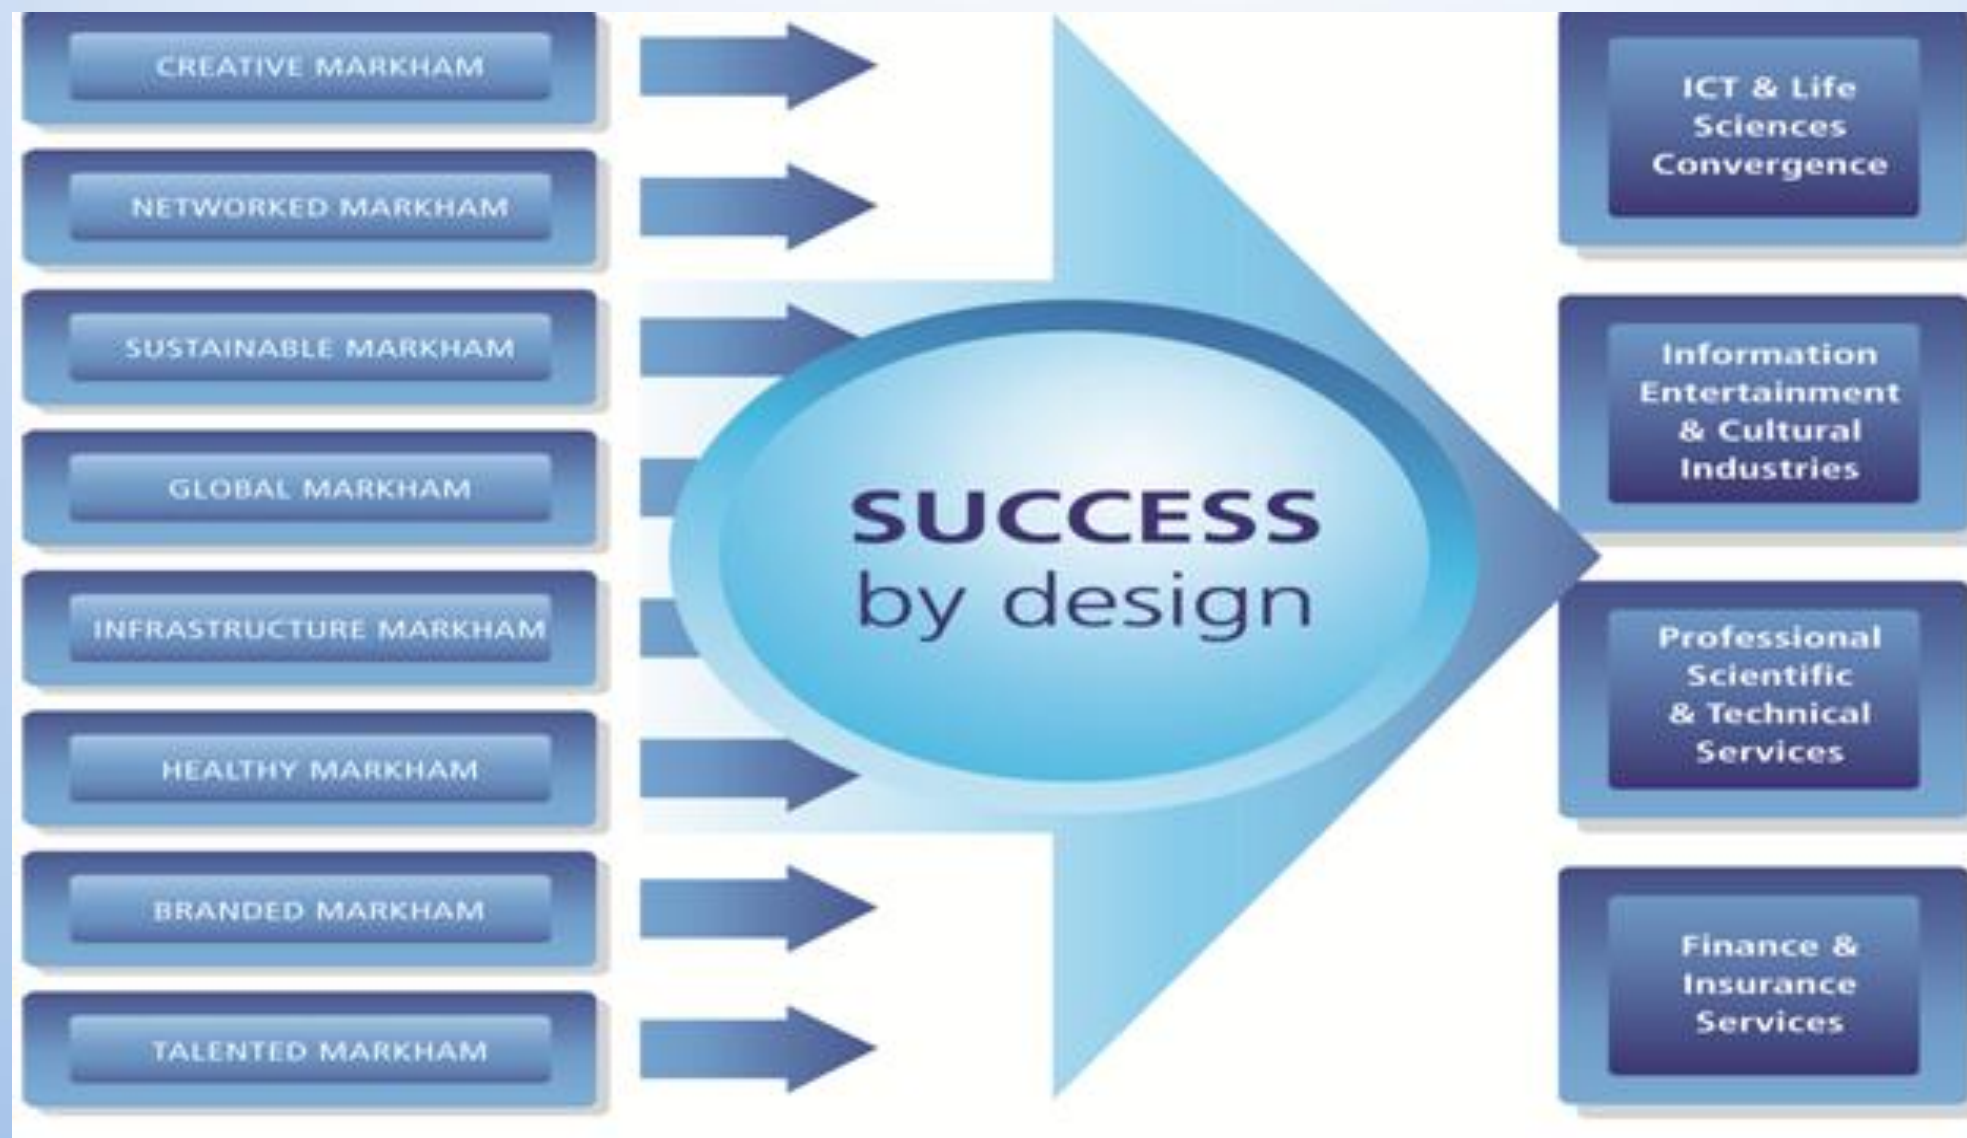 CREATIVE MARKHAM
NETWORKED MARKHAM
SUSTAINABLE MARKHAM
GLOBAL MARKHAM
INFRASTRUCTURE MARKHAM
HEALTHY MARKHAM
BRANDED MARKHAM
TALENTED MARKHAM
SUCCESS
by design
ICT & Life
Sciences
Convergence
Information
Entertainment
& Cultural
Industries
Professional
Scientific
& Technical
Services
Finance &
Insurance
Services